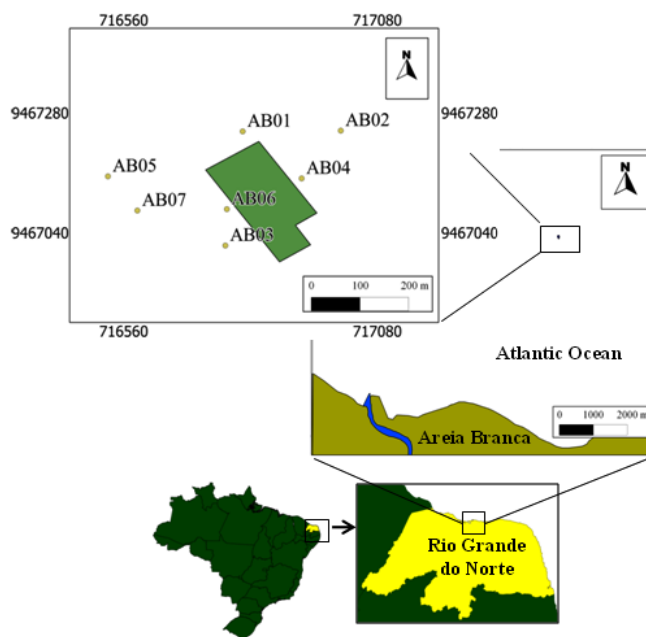 716560 717080
N
9467280 9467280
AB01 AB02
AB05 AB04
AB07 AB06
AB03
N
9467040 9467040
0 100 200 m
716560 717080
Atlantic Ocean
0 1000 2000 m
Areia Branca
Rio Grande
do Norte